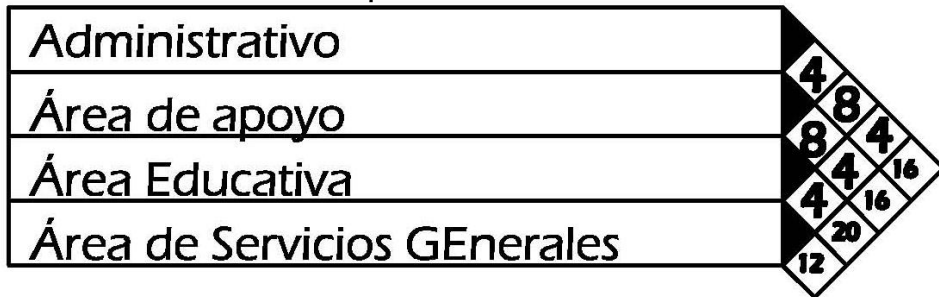 Administrativo
Área de apoyo
Área Educativa
Área de Servicios GEnerales
4
8
4
8
4
16
4
16
20
12